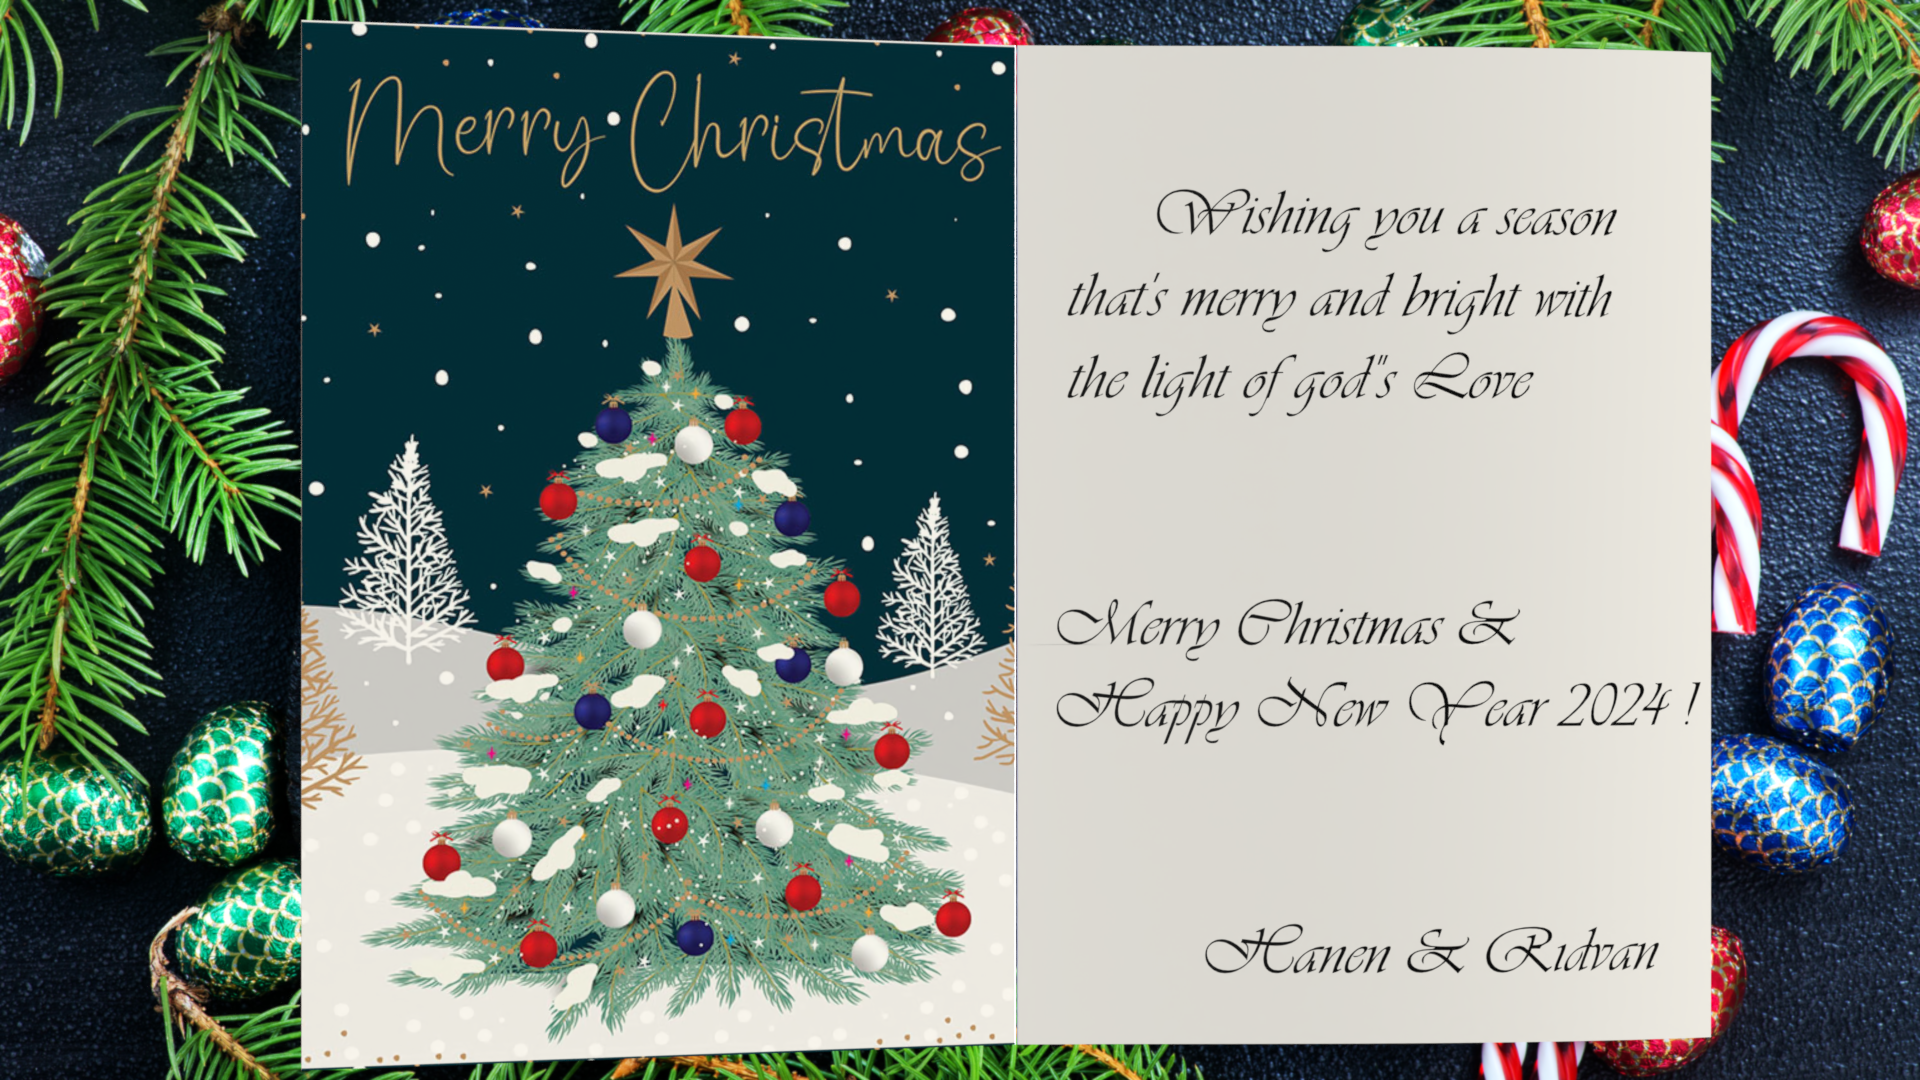 Merry Christmas
Wishing you a season
that's merry and bright with
the light of god"s Love
Merry Christmas &
Happy New Year 2024 !
Hanen & Rıdvan